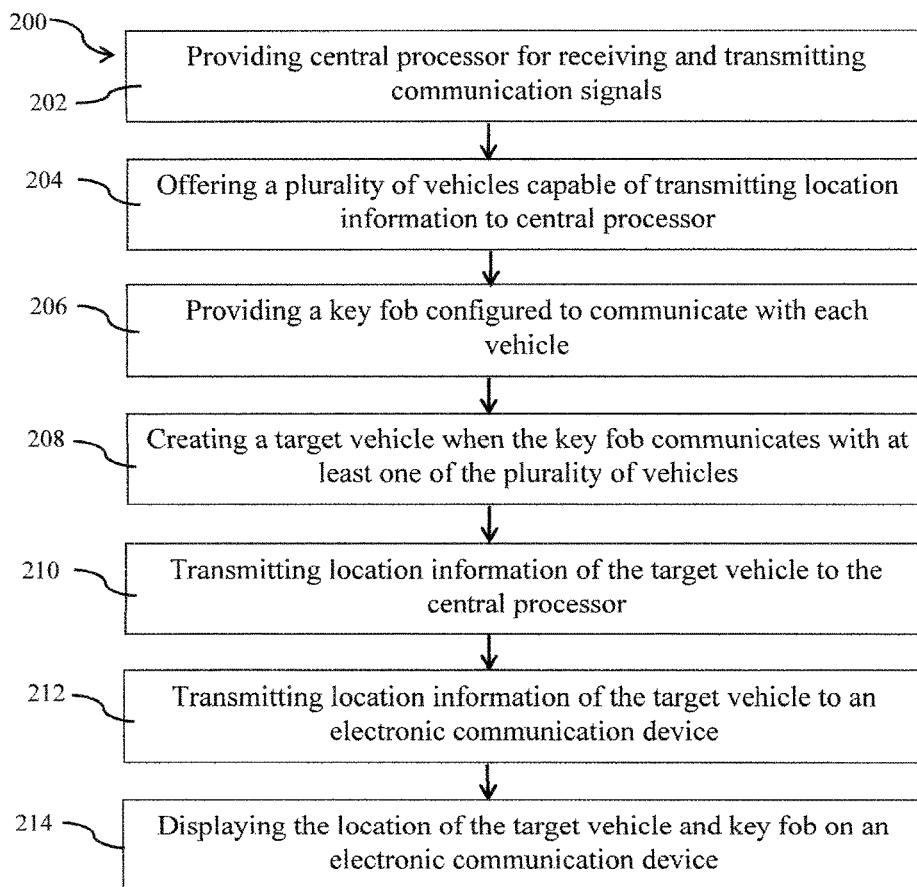 200
Providing central processor for receiving and transmitting
communication signals
202
204
Offering a plurality of vehicles capable of transmitting location
information to central processor
206
Providing a key fob configured to communicate with each
vehicle
208
Creating a target vehicle when the key fob communicates with at
least one of the plurality of vehicles
210
Transmitting location information of the target vehicle to the
central processor
212
Transmitting location information of the target vehicle to an
electronic communication device
214
Displaying the location of the target vehicle and key fob on an
electronic communication device